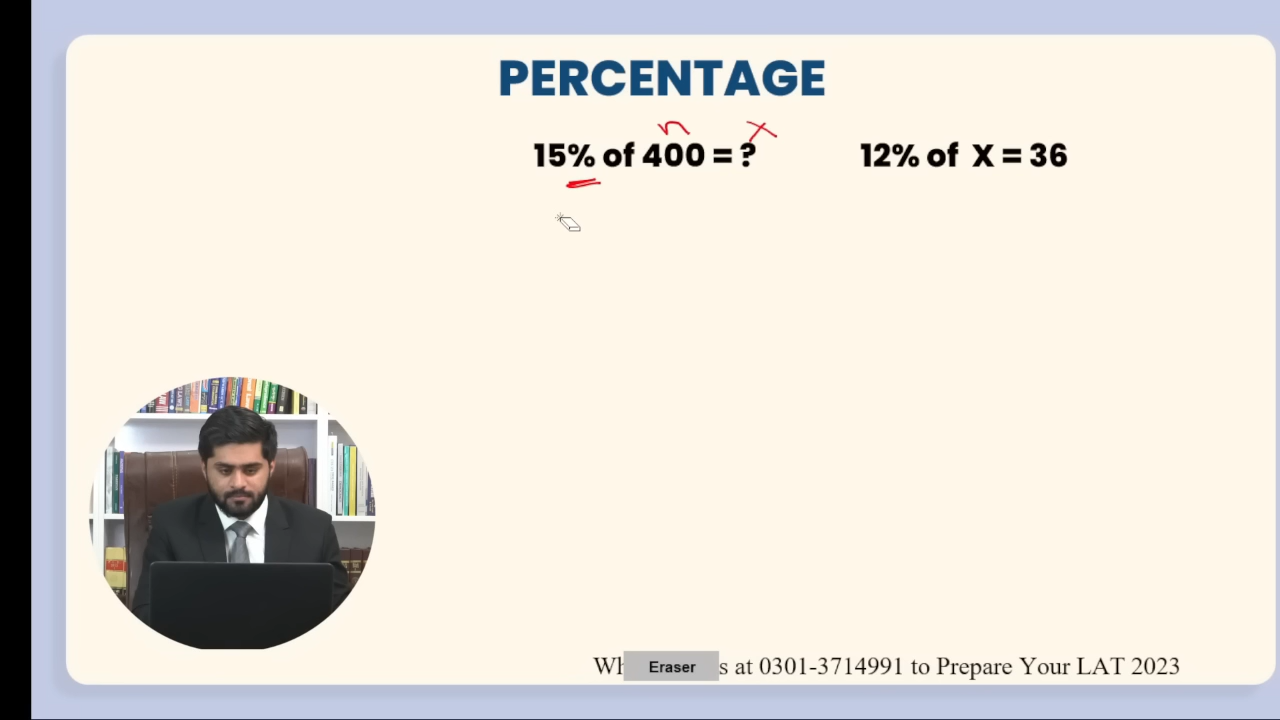 PERCENTAGE
n x
15% of 400 = ? 12% of X = 36
Wh Eraser s at 0301-3714991 to Prepare Your LAT 2023